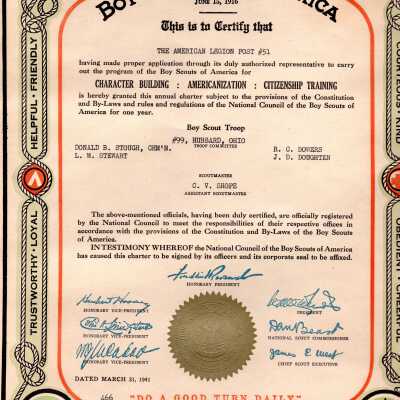 JUNE 15, 1916
This is to Certify that
THE AMERICAN LEGION POST #51
having made proper application through its duly authorized representative to carry
out the program of the Boy Scouts of America for
CHARACTER BUILDING : AMERICANIZATION : CITIZENSHIP TRAINING
is hereby granted this annual charter subject to the provisions of the Constitution
and By-Laws and rules and regulations of the National Council of the Boy Scouts of
America for one year.
Boy Scout Troop
#99, HUBBARD, OHIO
TROOP COMMITTEE
DONALD B. STOUGH, CHM'N. R. C. DOWERS
L. W. STEWART J. D. DOUGHTEN
SCOUTMASTER
C. V. SHOPE
ASSISTANT SCOUTMASTER
The above-mentioned officials, having been duly certified, are officially registered
by the National Council to meet the responsibilities of their respective offices in
accordance with the provisions of the Constitution and By-Laws of the Boy Scouts
of America.
IN TESTIMONY WHEREOF the National Council of the Boy Scouts of America
has caused this charter to be signed by its officers and its corporate seal to be affixed.
HONORARY PRESIDENT
HONORARY VICE-PRESIDENT PRESIDENT
HONORARY VICE-PRESIDENT NATIONAL SCOUT COMMISSIONER
HONORARY VICE-PRESIDENT James E. West
CHIEF SCOUT EXECUTIVE
DATED MARCH 31, 1941
466 "DO A GOOD TURN DAILY"
HELPFUL · FRIENDLY
TRUSTWORTHY · LOYAL
COURTEOUS · KIND
OBEDIENT · CHEERFUL